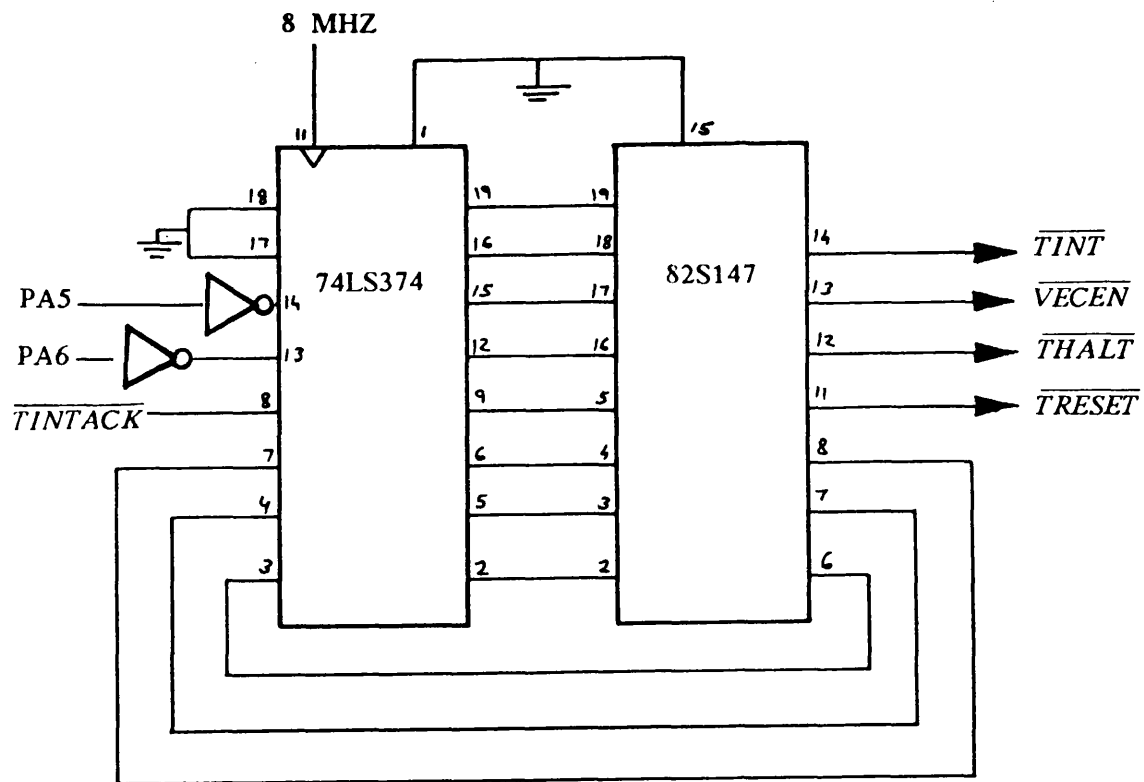 8 MHZ
11 1 15
18 19 19
17 16 18 14 TINT
74LS374 82S147
PA5 14 15 17 13 VECEN
PA6 13 12 16 12 THALT
TINTACK 8 9 5 11 TRESET
7 6 4 8
4 5 3 7
3 2 2 6